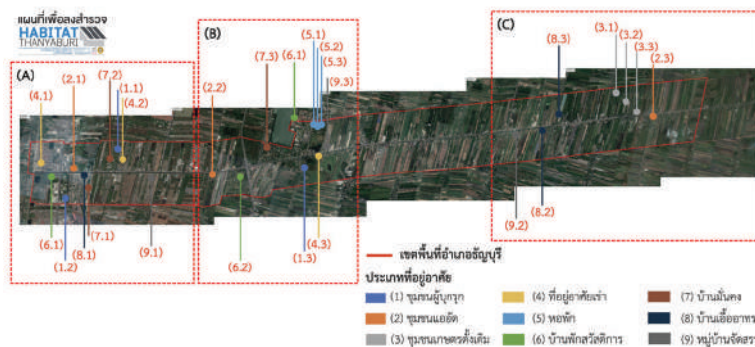 แผนที่เพื่อลงสำรวจ
HABITAT
THANYABURI
(A)
(B)
(C)
(4.1)
(2.1)
(7.2)
(1.1)
(4.2)
(2.2)
(7.3)
(6.1)
(5.1)
(5.2)
(5.3)
(9.3)
(8.3)
(3.1)
(3.2)
(3.3)
(2.3)
(6.1)
(1.2)
(8.1)
(7.1)
(9.1)
(6.2)
(1.3)
(4.3)
(9.2)
(8.2)
เขตพื้นที่อำเภอธัญบุรี
ประเภทที่อยู่อาศัย
(1) ชุมชนผู้บุกรุก
(4) ที่อยู่อาศัยเช่า
(7) บ้านมั่นคง
(2) ชุมชนแออัด
(5) หอพัก
(8) บ้านเอื้ออาทร
(3) ชุมชนเกษตรดั้งเดิม
(6) บ้านพักสวัสดิการ
(9) หมู่บ้านจัดสรร